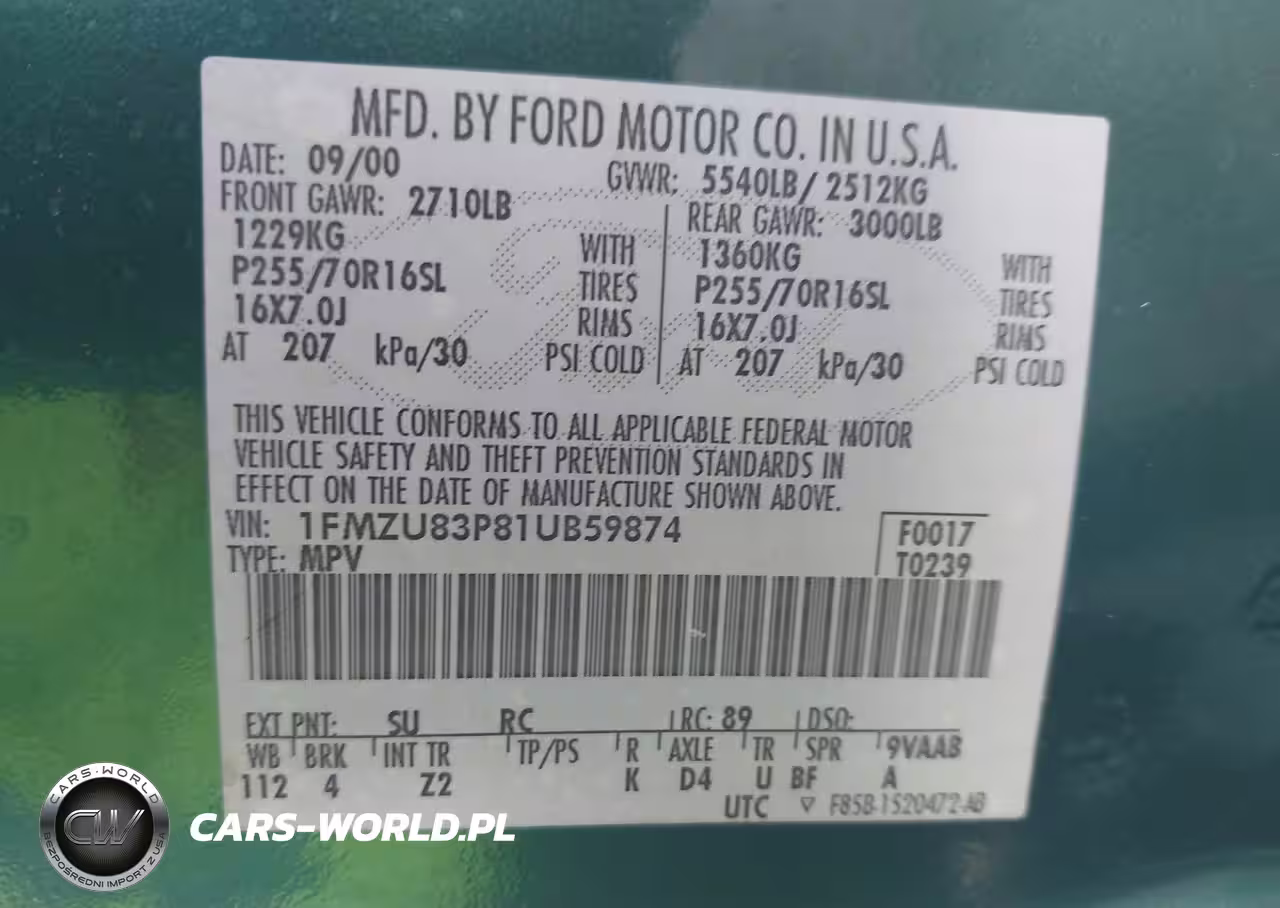 MFD. BY FORD MOTOR CO. IN U.S.A.
DATE: 09/00 GVWR: 5540LB/ 2512KG
FRONT GAWR: 2710LB REAR GAWR: 3000LB
1229KG WITH 1360KG WITH
P255/70R16SL TIRES P255/70R16SL TIRES
16X7.0J RIMS 16X7.0J RIMS
AT 207 kPa/30 PSI COLD AT 207 kPa/30 PSI COLD
THIS VEHICLE CONFORMS TO ALL APPLICABLE FEDERAL MOTOR
VEHICLE SAFETY AND THEFT PREVENTION STANDARDS IN
EFFECT ON THE DATE OF MANUFACTURE SHOWN ABOVE.
VIN: 1FMZU83P81UB59874 F0017
TYPE: MPV T0239
EXT PNT: SU RC RC: 89 DSO:
WB BRK INT TR TP/PS R AXLE TR SPR 9VAAB
112 4 Z2 K D4 U BF A
UTC ▽ F85B-1520472-AB
CARS-WORLD
CW
BEZPOŚREDNI IMPORT Z USA
CARS-WORLD.PL